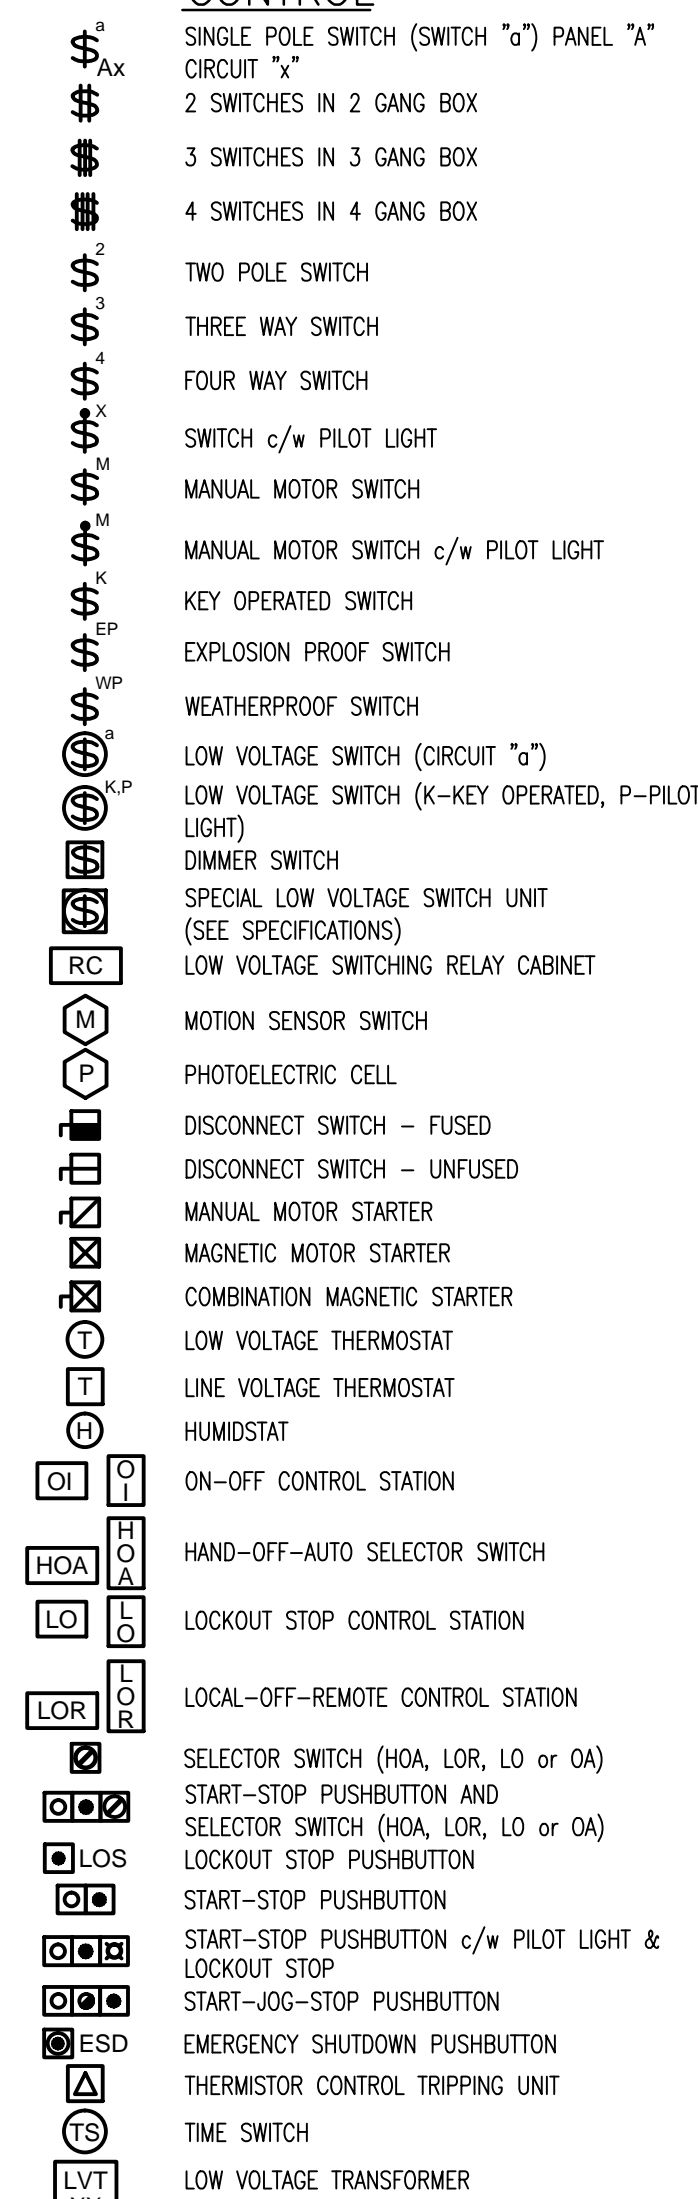 CONTROL
$ a Ax SINGLE POLE SWITCH (SWITCH "a") PANEL "A"
CIRCUIT "x"
$ 2 SWITCHES IN 2 GANG BOX
$ 3 SWITCHES IN 3 GANG BOX
$ 4 SWITCHES IN 4 GANG BOX
$ 2 TWO POLE SWITCH
$ 3 THREE WAY SWITCH
$ 4 FOUR WAY SWITCH
$ X SWITCH c/w PILOT LIGHT
$ M MANUAL MOTOR SWITCH
$ M MANUAL MOTOR SWITCH c/w PILOT LIGHT
$ K KEY OPERATED SWITCH
$ EP EXPLOSION PROOF SWITCH
$ WP WEATHERPROOF SWITCH
$ a LOW VOLTAGE SWITCH (CIRCUIT "a")
$ K,P LOW VOLTAGE SWITCH (K-KEY OPERATED, P-PILOT
LIGHT)
$ DIMMER SWITCH
$ SPECIAL LOW VOLTAGE SWITCH UNIT
(SEE SPECIFICATIONS)
RC LOW VOLTAGE SWITCHING RELAY CABINET
M MOTION SENSOR SWITCH
P PHOTOELECTRIC CELL
DISCONNECT SWITCH - FUSED
DISCONNECT SWITCH - UNFUSED
MANUAL MOTOR STARTER
MAGNETIC MOTOR STARTER
COMBINATION MAGNETIC STARTER
T LOW VOLTAGE THERMOSTAT
T LINE VOLTAGE THERMOSTAT
H HUMIDSTAT
OI OI ON-OFF CONTROL STATION
HOA HOA HAND-OFF-AUTO SELECTOR SWITCH
LO LO LOCKOUT STOP CONTROL STATION
LOR LOR LOCAL-OFF-REMOTE CONTROL STATION
SELECTOR SWITCH (HOA, LOR, LO or OA)
START-STOP PUSHBUTTON AND
SELECTOR SWITCH (HOA, LOR, LO or OA)
LOS LOCKOUT STOP PUSHBUTTON
START-STOP PUSHBUTTON
START-STOP PUSHBUTTON c/w PILOT LIGHT &
LOCKOUT STOP
START-JOG-STOP PUSHBUTTON
ESD EMERGENCY SHUTDOWN PUSHBUTTON
THERMISTOR CONTROL TRIPPING UNIT
TS TIME SWITCH
LVT LOW VOLTAGE TRANSFORMER